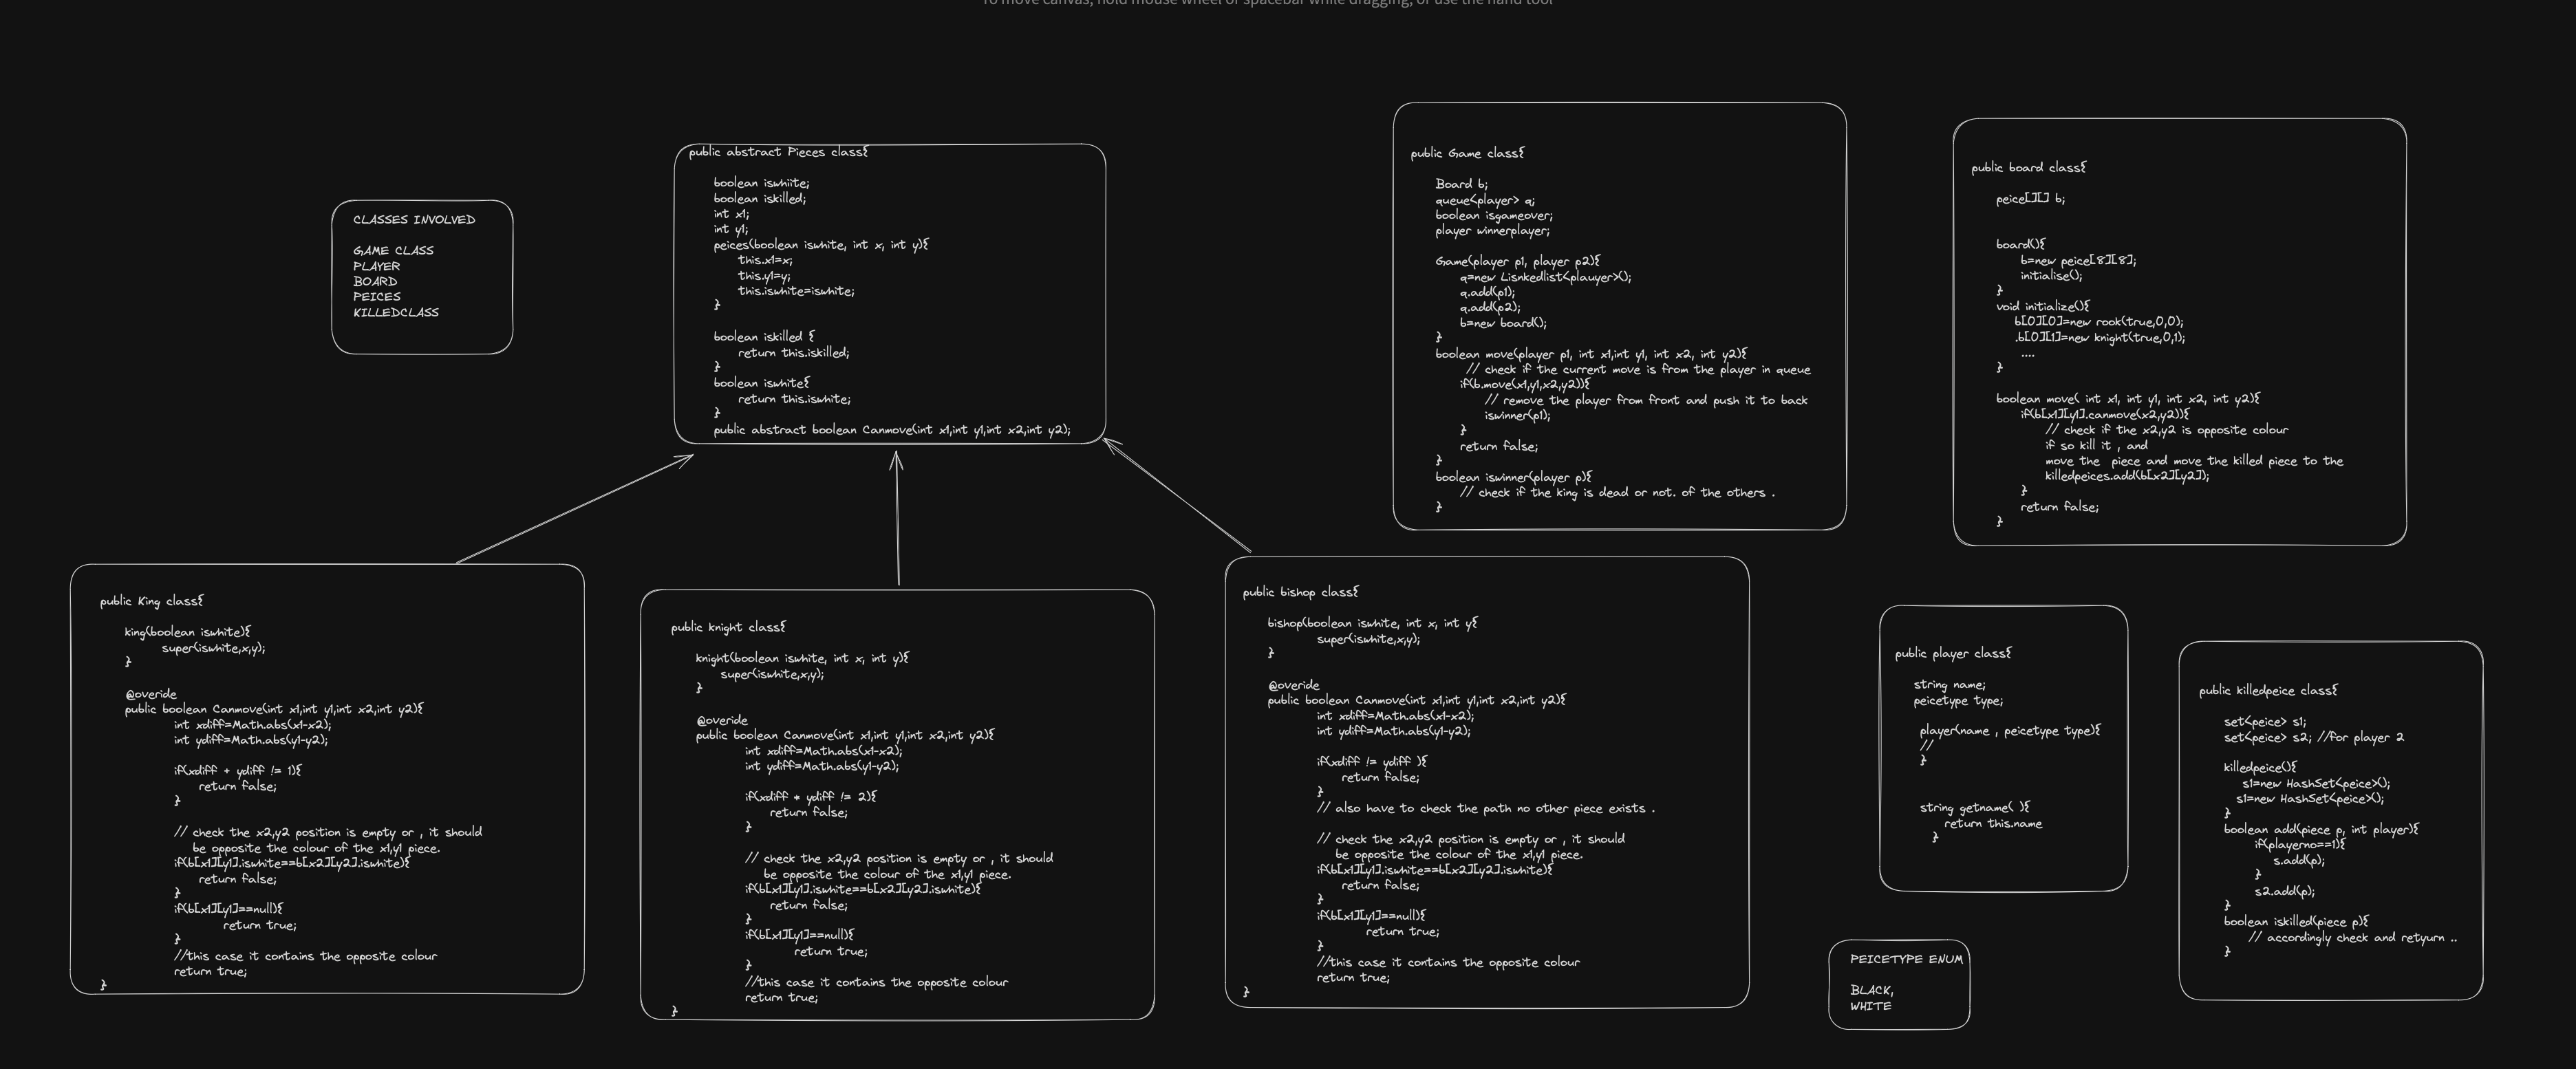 To move canvas, hold mouse wheel or spacebar while dragging, or use the hand tool
CLASSES INVOLVED
GAME CLASS
PLAYER
BOARD
PEICES
KILLEDCLASS
public abstract Pieces class{
boolean iswhiite;
boolean iskilled;
int x1;
int y1;
peices(boolean iswhite, int x, int y){
this.x1=x;
this.y1=y;
this.iswhite=iswhite;
}
boolean iskilled {
return this.iskilled;
}
boolean iswhite{
return this.iswhite;
}
public abstract boolean Canmove(int x1,int y1,int x2,int y2);
public Game class{
Board b;
queue<player> q;
boolean isgameover;
player winnerplayer;
Game(player p1, player p2){
q=new Lisnkedlist<plauyer>();
q.add(p1);
q.add(p2);
b=new board();
}
boolean move(player p1, int x1,int y1, int x2, int y2){
// check if the current move is from the player in queue
if(b.move(x1,y1,x2,y2)){
// remove the player from front and push it to back
iswinner(p1);
}
return false;
}
boolean iswinner(player p){
// check if the king is dead or not. of the others .
}
public board class{
peice[][] b;
board(){
b=new peice[8][8];
initialise();
}
void initialize(){
b[0][0]=new rook(true,0,0);
.b[0][1]=new knight(true,0,1);
....
}
boolean move( int x1, int y1, int x2, int y2){
if(b[x1][y1].canmove(x2,y2)){
// check if the x2,y2 is opposite colour
if so kill it , and
move the  piece and move the killed piece to the
killedpeices.add(b[x2][y2]);
}
return false;
}
public King class{
king(boolean iswhite){
super(iswhite,x,y);
}
@overide
public boolean Canmove(int x1,int y1,int x2,int y2){
int xdiff=Math.abs(x1-x2);
int ydiff=Math.abs(y1-y2);
if(xdiff + ydiff != 1){
return false;
}
// check the x2,y2 position is empty or , it should
be opposite the colour of the x1,y1 piece.
if(b[x1][y1].iswhite==b[x2][y2].iswhite){
return false;
}
if(b[x1][y1]==null){
return true;
}
//this case it contains the opposite colour
return true;
}
public knight class{
knight(boolean iswhite, int x, int y){
super(iswhite,x,y);
}
@overide
public boolean Canmove(int x1,int y1,int x2,int y2){
int xdiff=Math.abs(x1-x2);
int ydiff=Math.abs(y1-y2);
if(xdiff * ydiff != 2){
return false;
}
// check the x2,y2 position is empty or , it should
be opposite the colour of the x1,y1 piece.
if(b[x1][y1].iswhite==b[x2][y2].iswhite){
return false;
}
if(b[x1][y1]==null){
return true;
}
//this case it contains the opposite colour
return true;
}
public bishop class{
bishop(boolean iswhite, int x, int y{
super(iswhite,x,y);
}
@overide
public boolean Canmove(int x1,int y1,int x2,int y2){
int xdiff=Math.abs(x1-x2);
int ydiff=Math.abs(y1-y2);
if(xdiff != ydiff ){
return false;
}
// also have to check the path no other piece exists .
// check the x2,y2 position is empty or , it should
be opposite the colour of the x1,y1 piece.
if(b[x1][y1].iswhite==b[x2][y2].iswhite){
return false;
}
if(b[x1][y1]==null){
return true;
}
//this case it contains the opposite colour
return true;
}
public player class{
string name;
peicetype type;
player(name , peicetype type){
//
}
string getname( ){
return this.name
}
PEICETYPE ENUM
BLACK,
WHITE
public killedpeice class{
set<peice> s1;
set<peice> s2; //for player 2
killedpeice(){
s1=new HashSet<peice>();
s1=new HashSet<peice>();
}
boolean add(piece p, int player){
if(playerno==1){
s.add(p);
}
s2.add(p);
}
boolean iskilled(piece p){
// accordingly check and retyurn ..
}